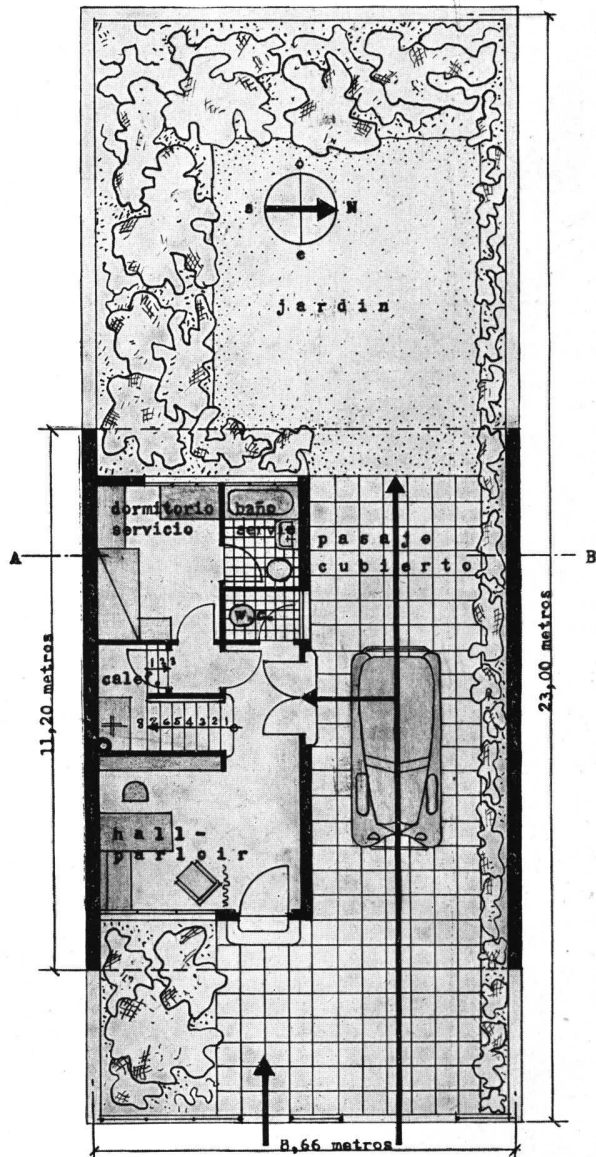 o
s N
e
jardin
dormitorio baño
servicio servic
pasaje
cubierto
A B
w.c.
11,20 metros
23,00 metros
calef. 1 2 3
8 7 6 5 4 3 2 1
hall-
parloir
8,66 metros